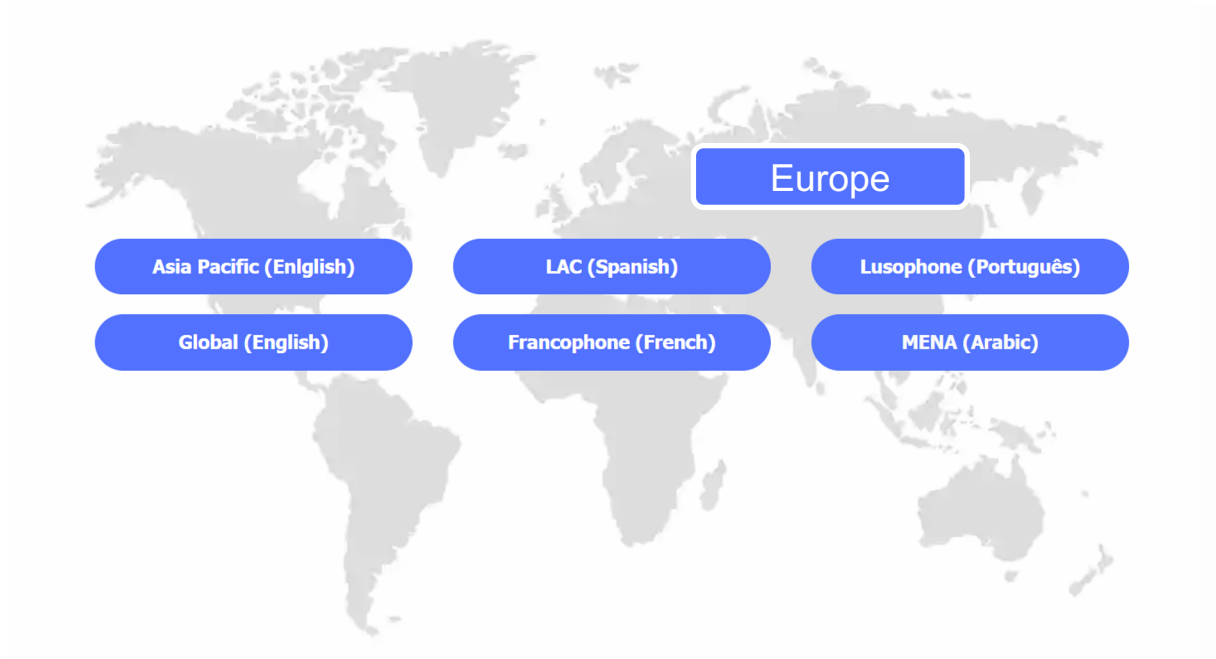 Europe
Asia Pacific (Enlglish)
LAC (Spanish)
Lusophone (Português)
Global (English)
Francophone (French)
MENA (Arabic)